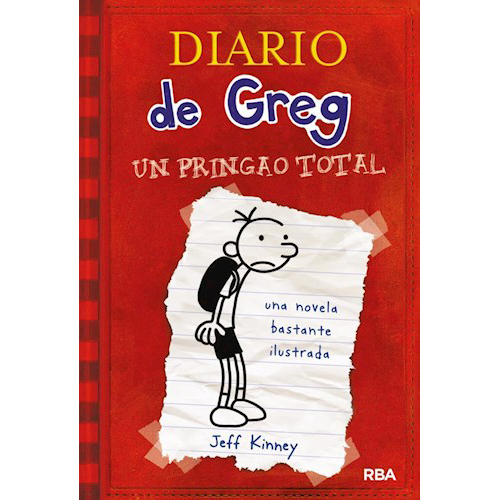 DIARIO
de Greg
UN PRINGAO TOTAL
una novela
bastante
ilustrada
Jeff Kinney
RBA